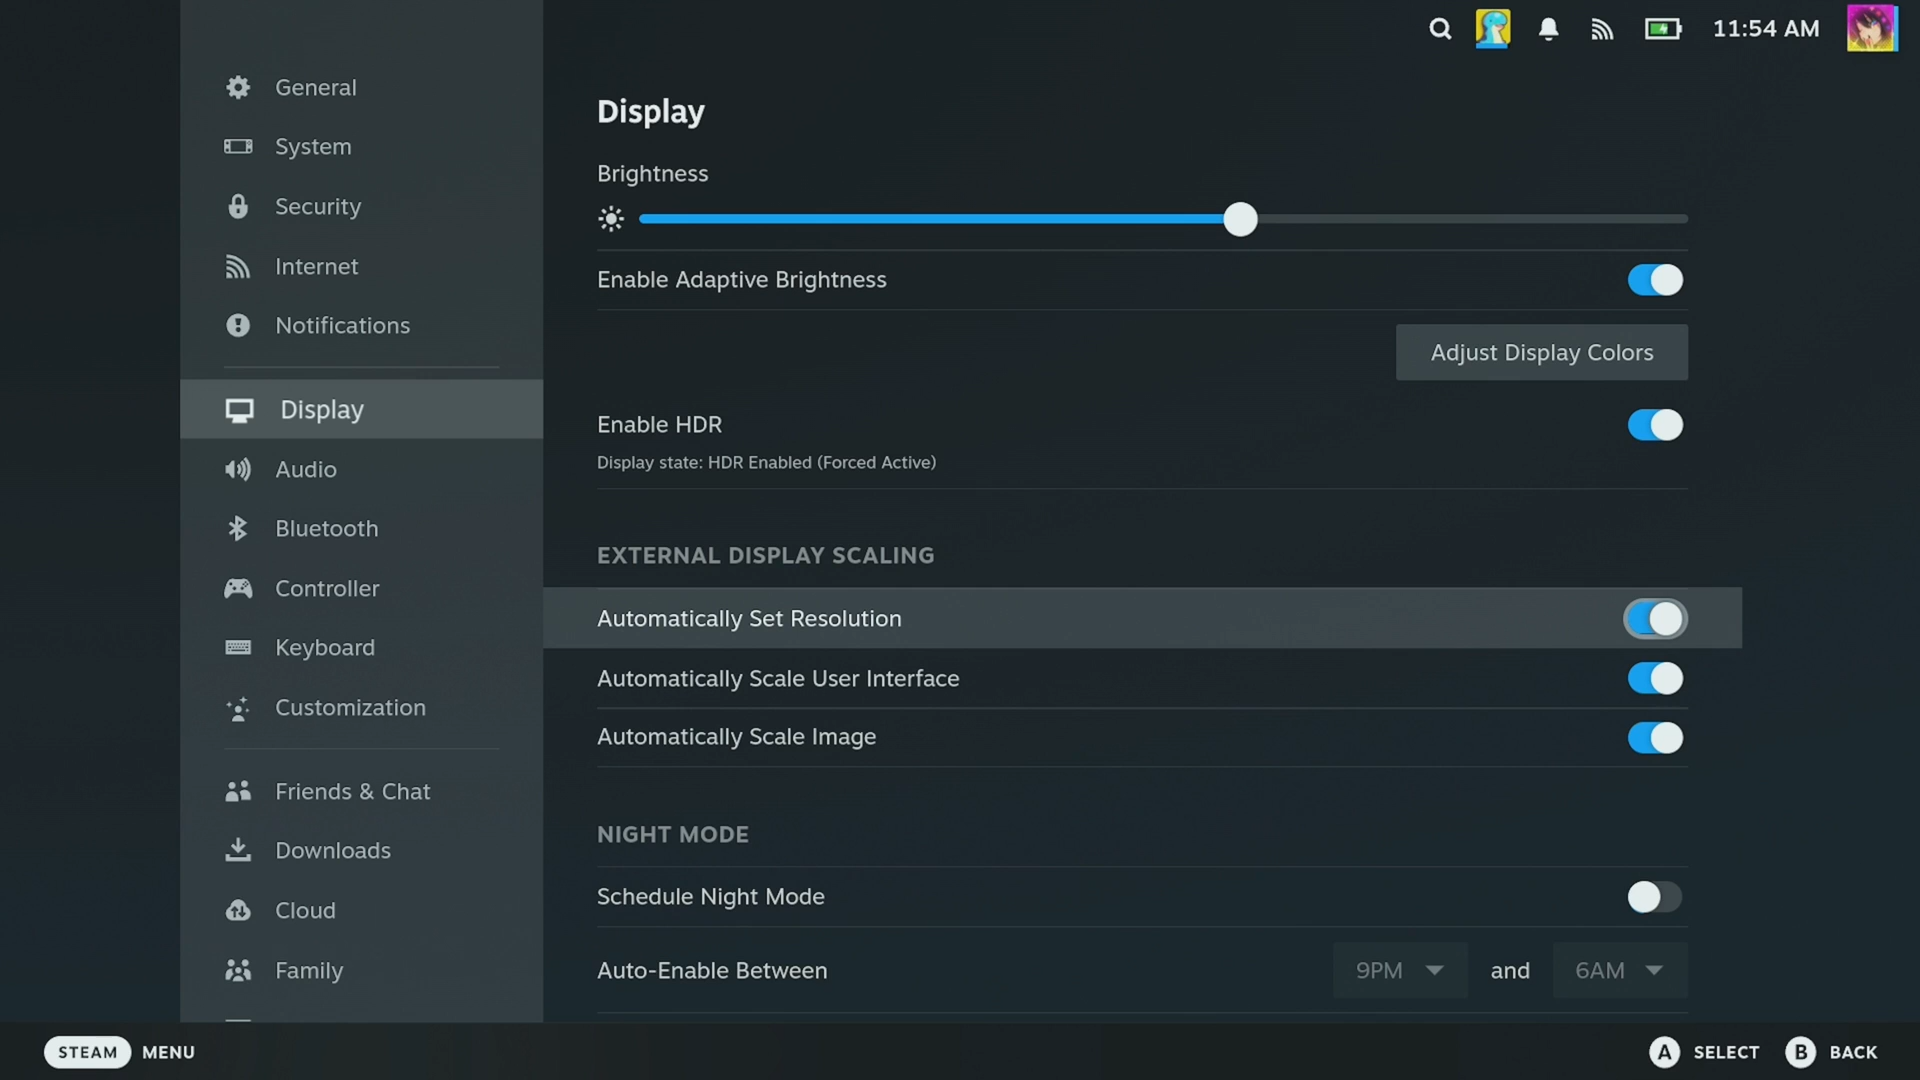 11:54 AM
General
System
Security
Internet
Notifications
Display
Audio
Bluetooth
Controller
Keyboard
Customization
Friends & Chat
Downloads
Cloud
Family
Display
Brightness
Enable Adaptive Brightness
Adjust Display Colors
Enable HDR
Display state: HDR Enabled (Forced Active)
EXTERNAL DISPLAY SCALING
Automatically Set Resolution
Automatically Scale User Interface
Automatically Scale Image
NIGHT MODE
Schedule Night Mode
Auto-Enable Between 9PM and 6AM
STEAM MENU A SELECT B BACK